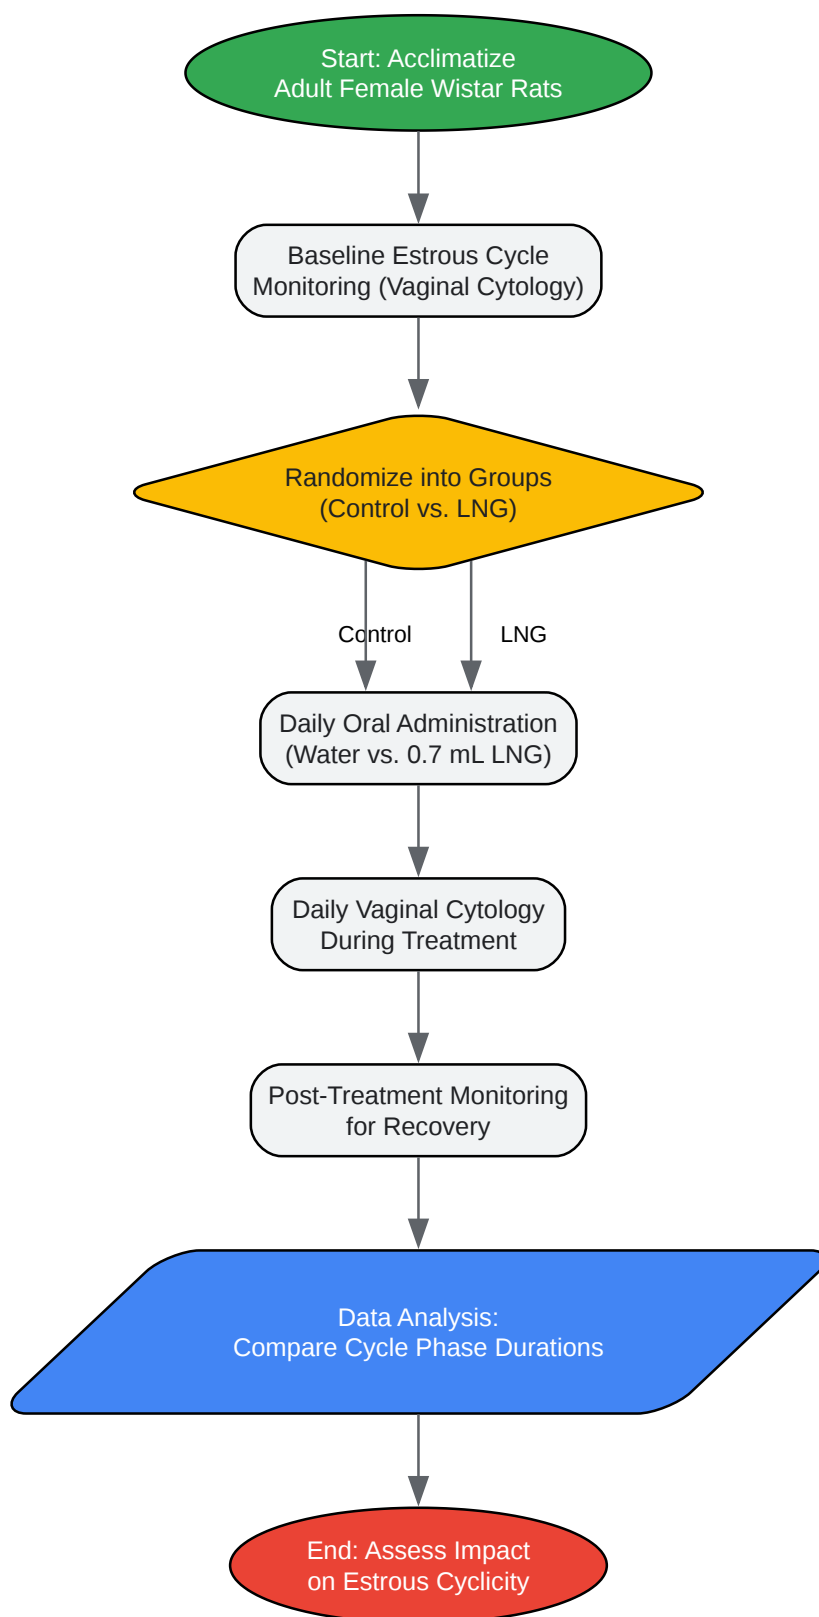 Start: Acclimatize
Adult Female Wistar Rats
Baseline Estrous Cycle
Monitoring (Vaginal Cytology)
Randomize into Groups
(Control vs. LNG)
Control
LNG
Daily Oral Administration
(Water vs. 0.7 mL LNG)
Daily Vaginal Cytology
During Treatment
Post-Treatment Monitoring
for Recovery
Data Analysis:
Compare Cycle Phase Durations
End: Assess Impact
on Estrous Cyclicity